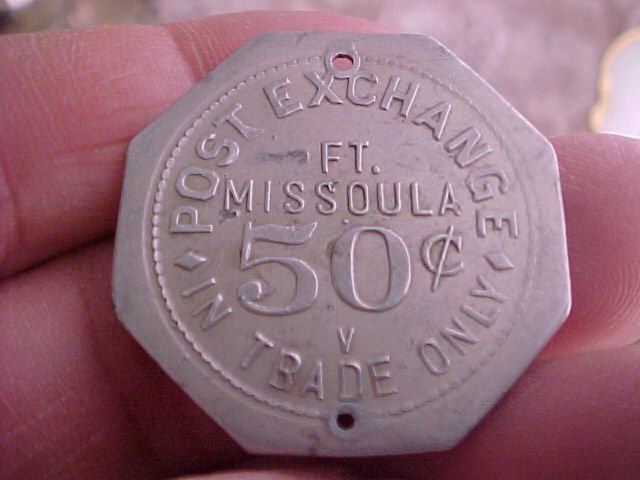 POST EXCHANGE
FT.
MISSOULA
50¢
V
IN TRADE ONLY